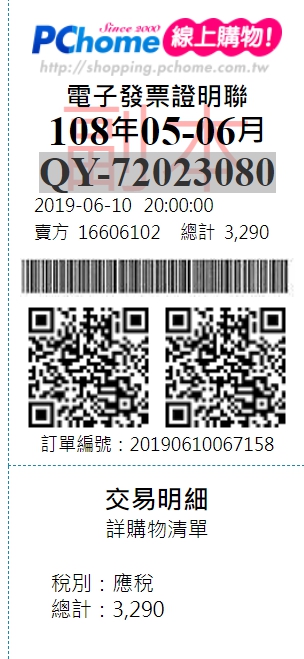 Since 2000
PChome 線上購物!
http://shopping.pchome.com.tw
電子發票證明聯
副本
108年05-06月
QY-72023080
2019-06-10 20:00:00
賣方 16606102 總計 3,290
訂單編號：20190610067158
交易明細
詳購物清單
稅別：應稅
總計：3,290